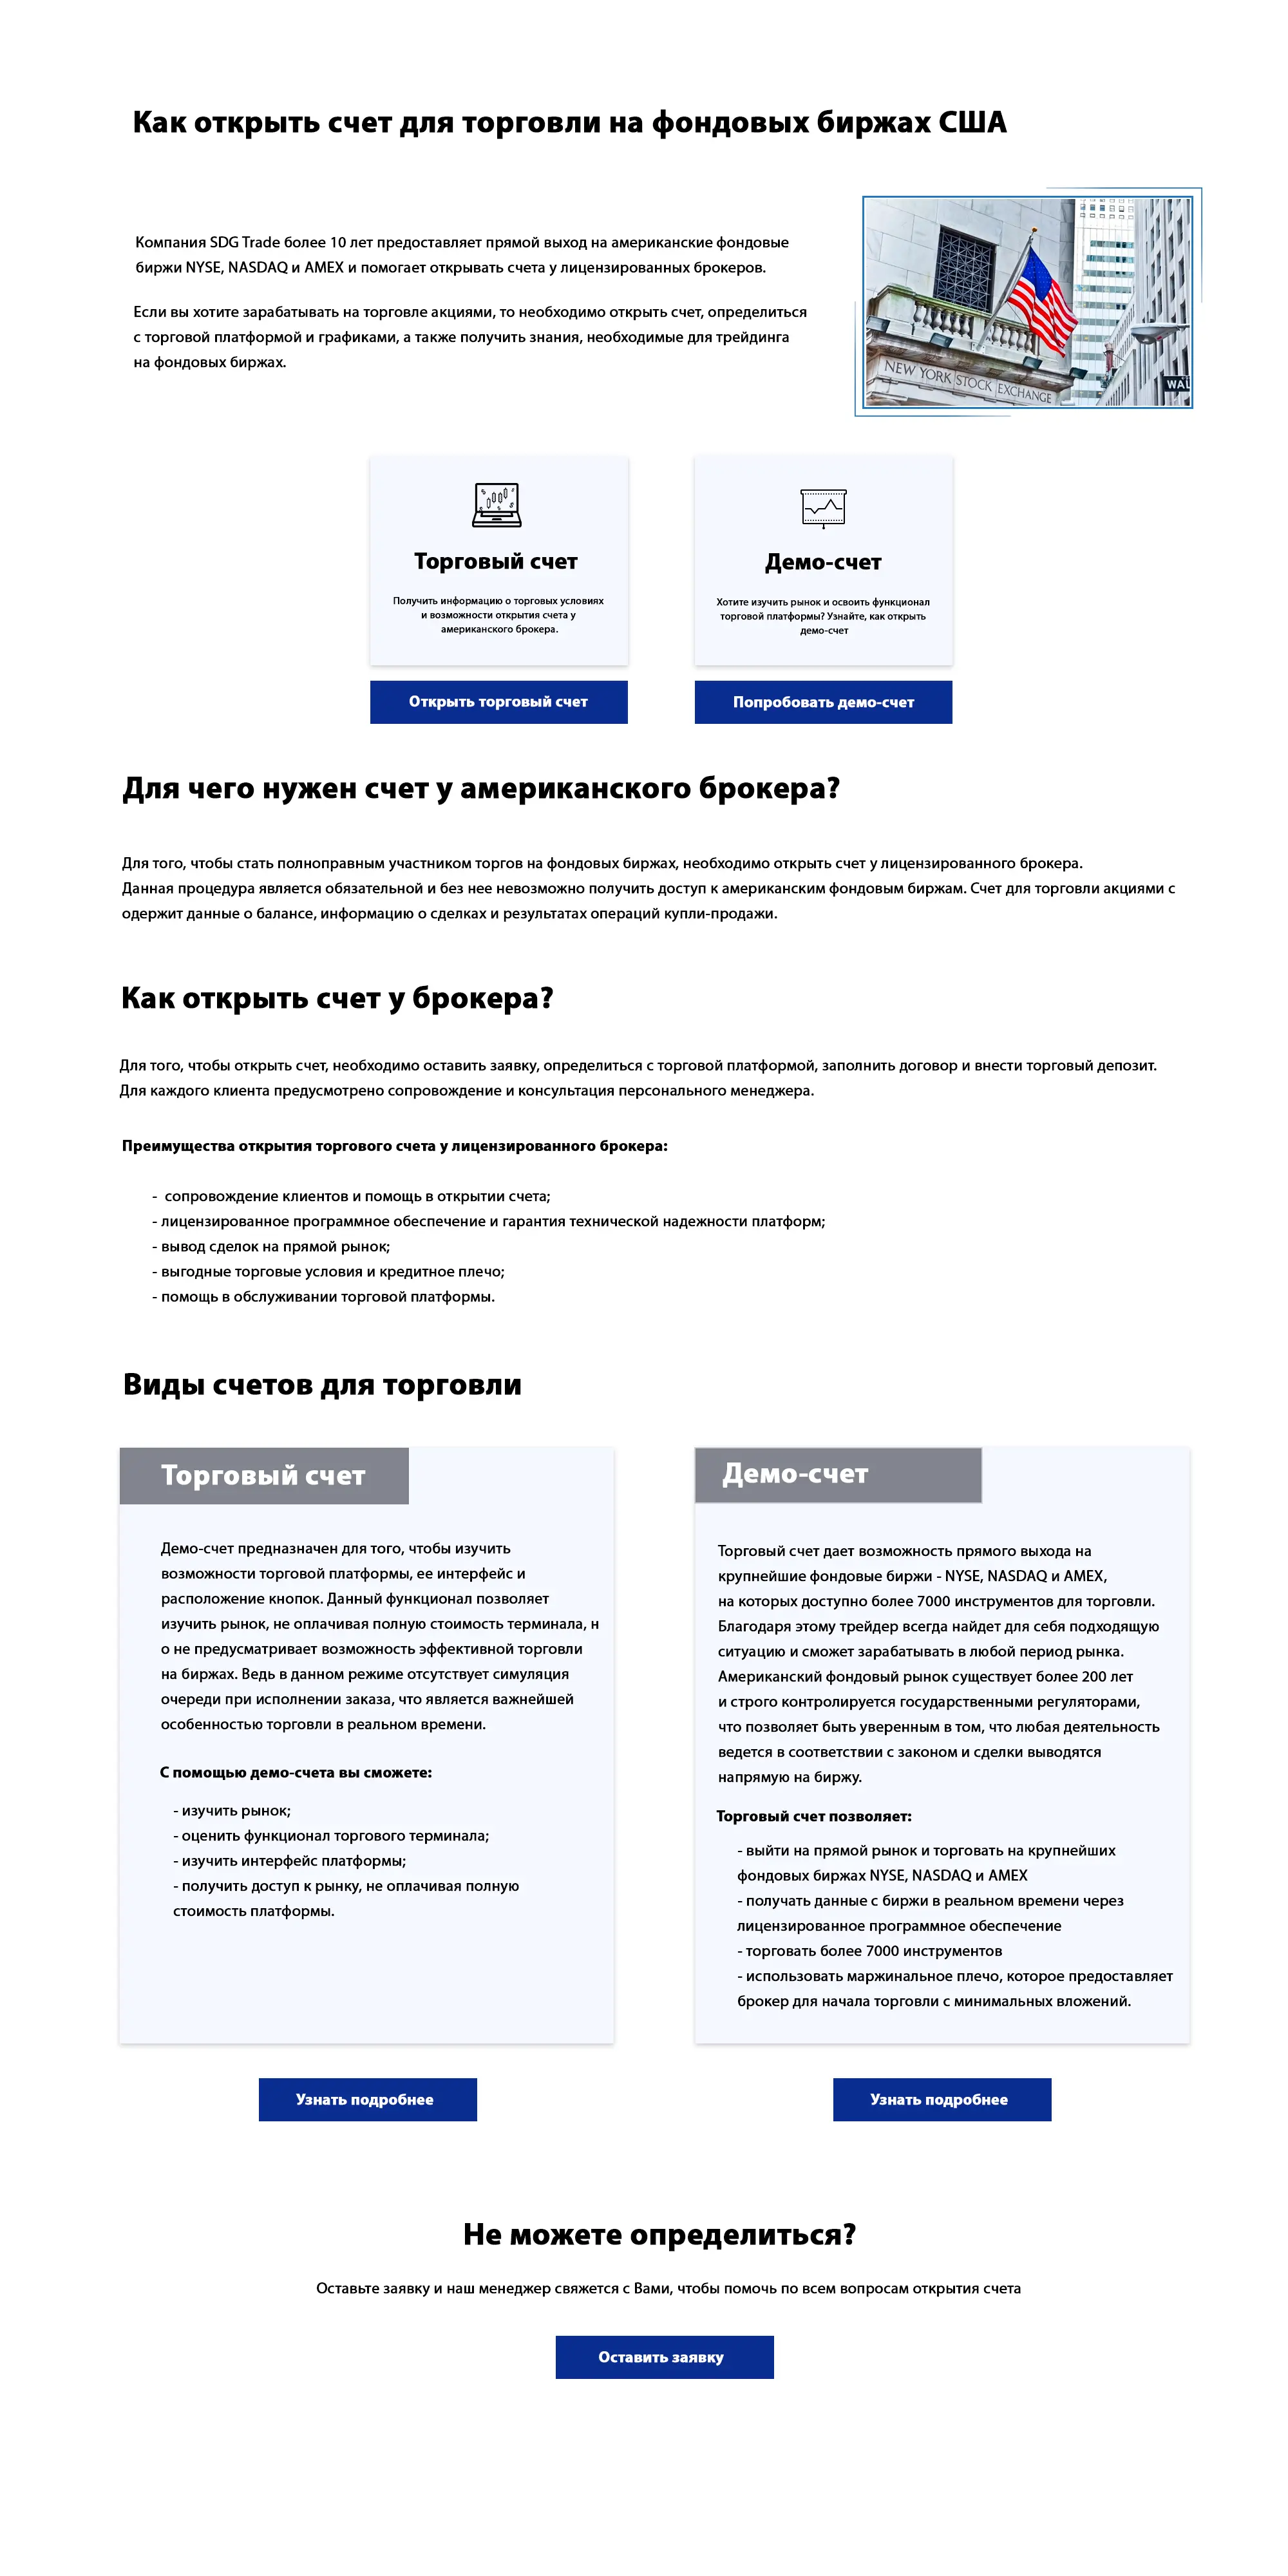 Как открыть счет для торговли на фондовых биржах США
Компания SDG Trade более 10 лет предоставляет прямой выход на американские фондовые
биржи NYSE, NASDAQ и AMEX и помогает открывать счета у лицензированных брокеров.
Если вы хотите зарабатывать на торговле акциями, то необходимо открыть счет, определиться
с торговой платформой и графиками, а также получить знания, необходимые для трейдинга
на фондовых биржах.
NEW YORK STOCK EXCHANGE
WAL
Торговый счет
Получить информацию о торговых условиях
и возможности открытия счета у
американского брокера.
Открыть торговый счет
Демо-счет
Хотите изучить рынок и освоить функционал
торговой платформы? Узнайте, как открыть
демо-счет
Попробовать демо-счет
Для чего нужен счет у американского брокера?
Для того, чтобы стать полноправным участником торгов на фондовых биржах, необходимо открыть счет у лицензированного брокера.
Данная процедура является обязательной и без нее невозможно получить доступ к американским фондовым биржам. Счет для торговли акциями с
одержит данные о балансе, информацию о сделках и результатах операций купли-продажи.
Как открыть счет у брокера?
Для того, чтобы открыть счет, необходимо оставить заявку, определиться с торговой платформой, заполнить договор и внести торговый депозит.
Для каждого клиента предусмотрено сопровождение и консультация персонального менеджера.
Преимущества открытия торгового счета у лицензированного брокера:
- сопровождение клиентов и помощь в открытии счета;
- лицензированное программное обеспечение и гарантия технической надежности платформ;
- вывод сделок на прямой рынок;
- выгодные торговые условия и кредитное плечо;
- помощь в обслуживании торговой платформы.
Виды счетов для торговли
Торговый счет
Демо-счет предназначен для того, чтобы изучить
возможности торговой платформы, ее интерфейс и
расположение кнопок. Данный функционал позволяет
изучить рынок, не оплачивая полную стоимость терминала, н
о не предусматривает возможность эффективной торговли
на биржах. Ведь в данном режиме отсутствует симуляция
очереди при исполнении заказа, что является важнейшей
особенностью торговли в реальном времени.
С помощью демо-счета вы сможете:
- изучить рынок;
- оценить функционал торгового терминала;
- изучить интерфейс платформы;
- получить доступ к рынку, не оплачивая полную
стоимость платформы.
Узнать подробнее
Демо-счет
Торговый счет дает возможность прямого выхода на
крупнейшие фондовые биржи - NYSE, NASDAQ и AMEX,
на которых доступно более 7000 инструментов для торговли.
Благодаря этому трейдер всегда найдет для себя подходящую
ситуацию и сможет зарабатывать в любой период рынка.
Американский фондовый рынок существует более 200 лет
и строго контролируется государственными регуляторами,
что позволяет быть уверенным в том, что любая деятельность
ведется в соответствии с законом и сделки выводятся
напрямую на биржу.
Торговый счет позволяет:
- выйти на прямой рынок и торговать на крупнейших
фондовых биржах NYSE, NASDAQ и AMEX
- получать данные с биржи в реальном времени через
лицензированное программное обеспечение
- торговать более 7000 инструментов
- использовать маржинальное плечо, которое предоставляет
брокер для начала торговли с минимальных вложений.
Узнать подробнее
Не можете определиться?
Оставьте заявку и наш менеджер свяжется с Вами, чтобы помочь по всем вопросам открытия счета
Оставить заявку